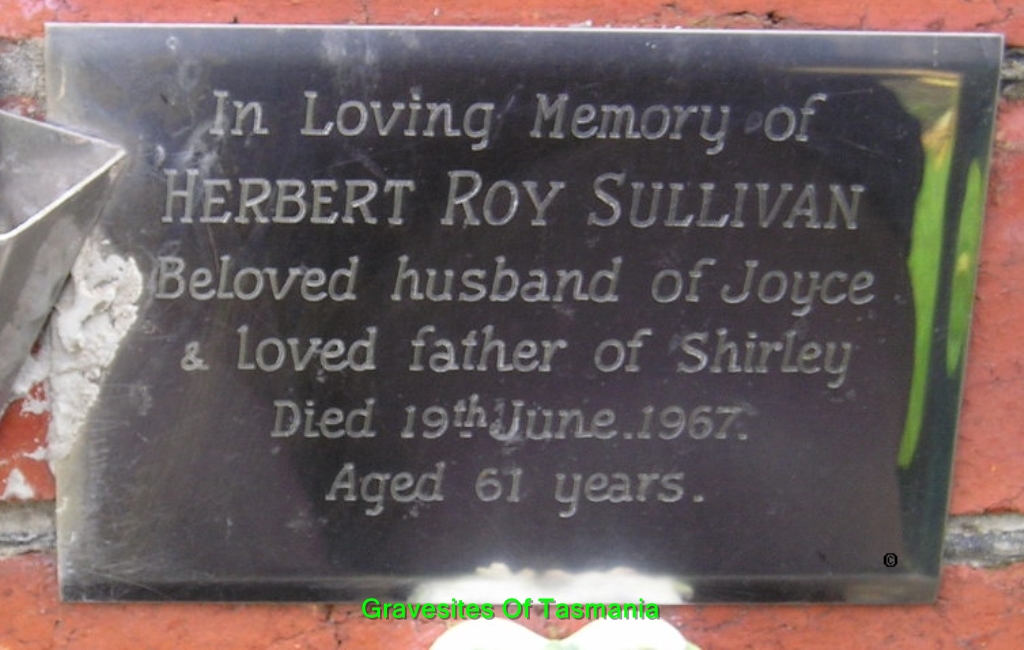 In Loving Memory of
HERBERT ROY SULLIVAN
Beloved husband of Joyce
& loved father of Shirley
Died 19th June. 1967.
Aged 61 years.
©
Gravesites Of Tasmania